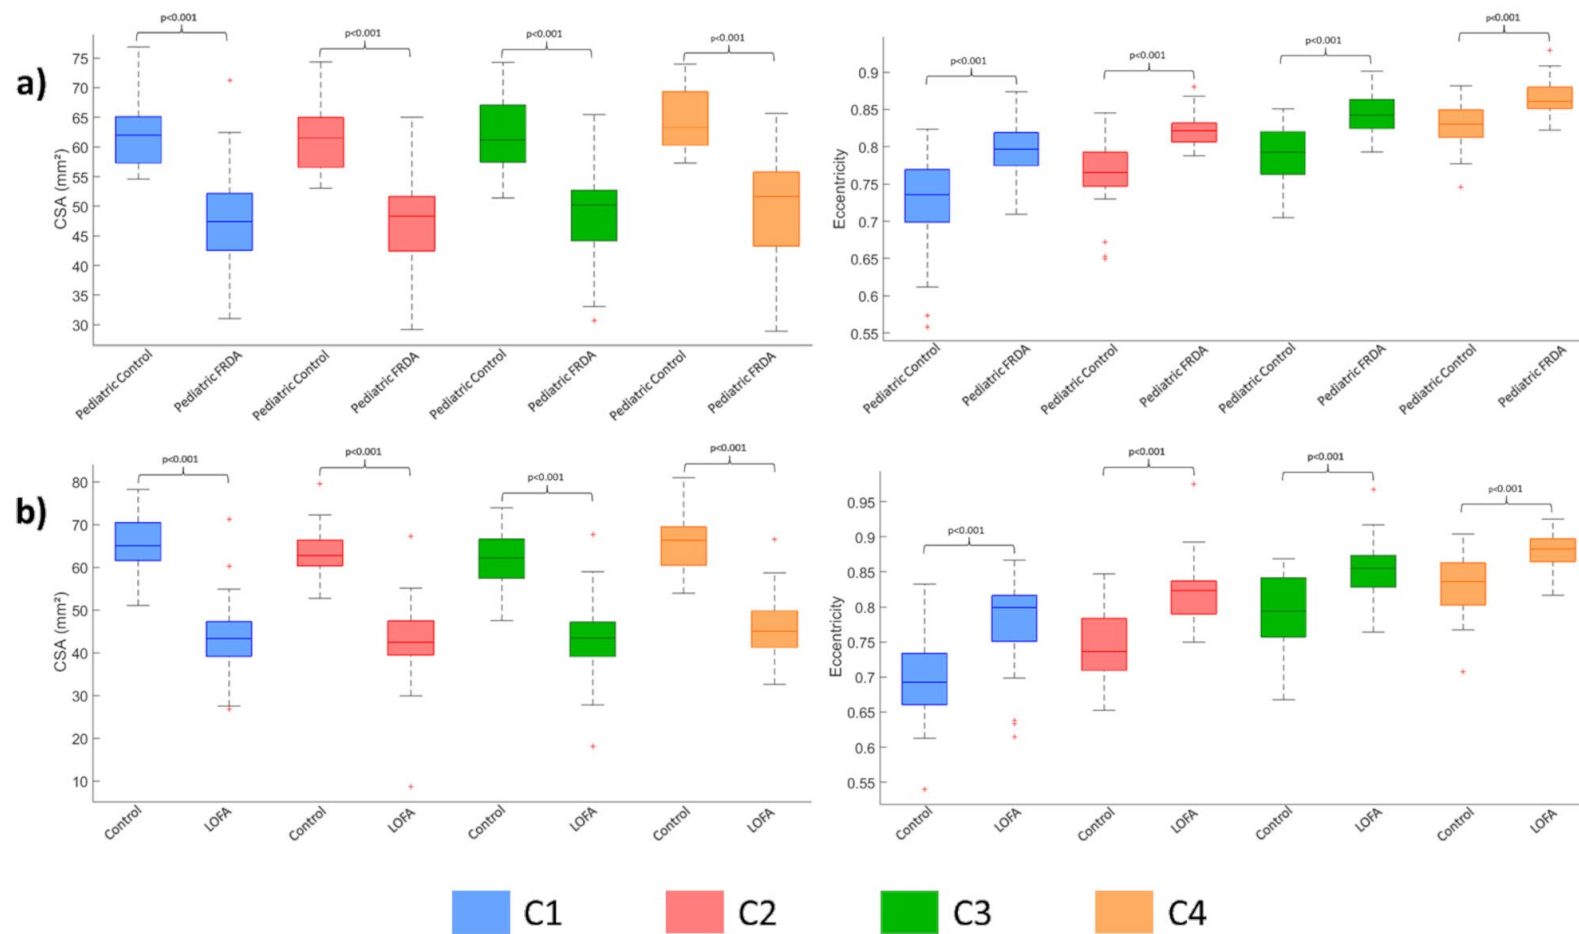 a)
CSA (mm²)
75
70
65
60
55
50
45
40
35
30
p<0.001
p<0.001
p<0.001
p<0.001
Pediatric Control
Pediatric FRDA
Pediatric Control
Pediatric FRDA
Pediatric Control
Pediatric FRDA
Pediatric Control
Pediatric FRDA
Eccentricity
0.9
0.85
0.8
0.75
0.7
0.65
0.6
0.55
p<0.001
p<0.001
p<0.001
p<0.001
Pediatric Control
Pediatric FRDA
Pediatric Control
Pediatric FRDA
Pediatric Control
Pediatric FRDA
Pediatric Control
Pediatric FRDA
b)
CSA (mm²)
80
70
60
50
40
30
20
10
p<0.001
p<0.001
p<0.001
p<0.001
Control
LOFA
Control
LOFA
Control
LOFA
Control
LOFA
Eccentricity
0.95
0.9
0.85
0.8
0.75
0.7
0.65
0.6
0.55
p<0.001
p<0.001
p<0.001
p<0.001
Control
LOFA
Control
LOFA
Control
LOFA
Control
LOFA
C1
C2
C3
C4